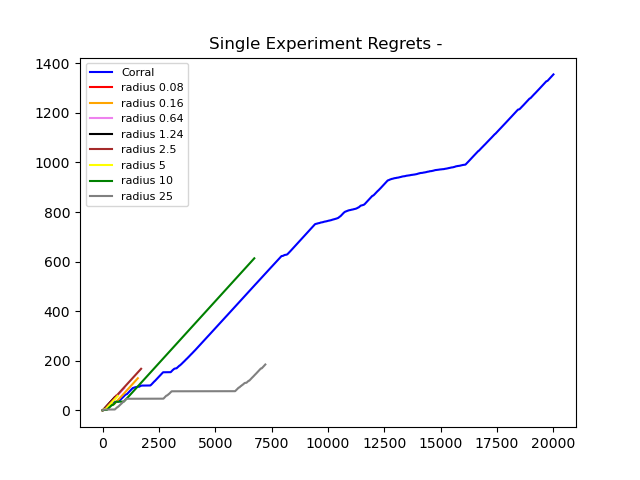 Single Experiment Regrets -
1400
1200
1000
800
600
400
200
0
Corral
radius 0.08
radius 0.16
radius 0.64
radius 1.24
radius 2.5
radius 5
radius 10
radius 25
0 2500 5000 7500 10000 12500 15000 17500 20000